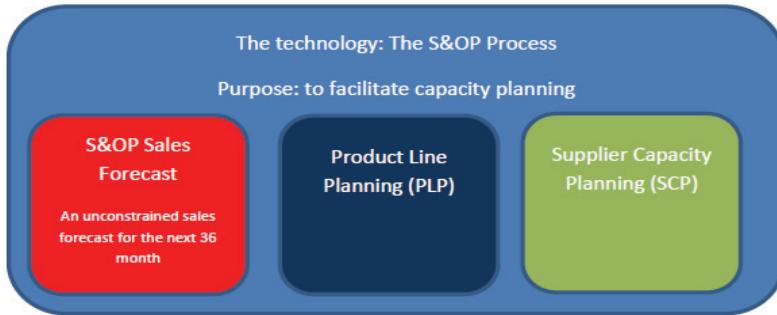 The technology: The S&OP Process
Purpose: to facilitate capacity planning
S&OP Sales
Forecast
An unconstrained sales
forecast for the next 36
month
Product Line
Planning (PLP)
Supplier Capacity
Planning (SCP)